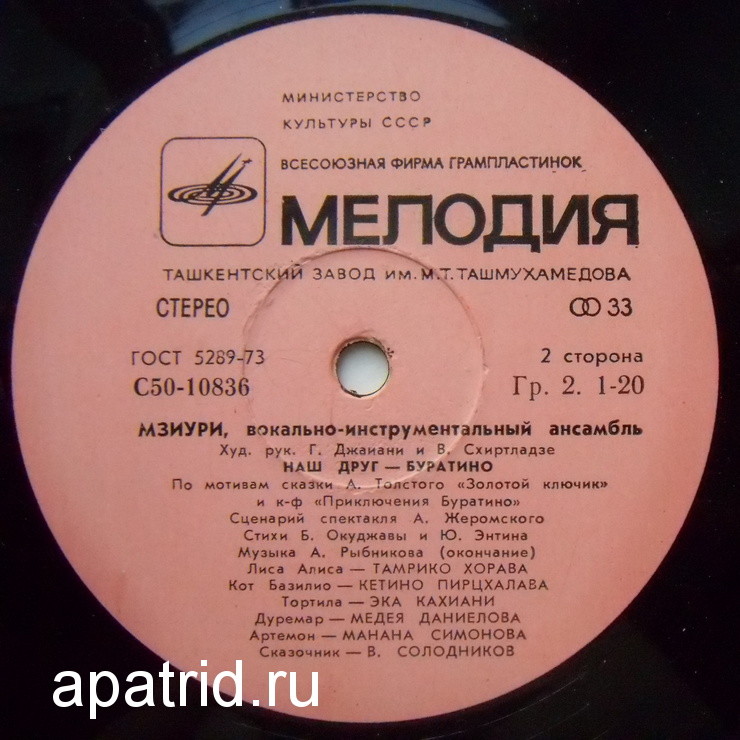 МИНИСТЕРСТВО
КУЛЬТУРЫ СССР
ВСЕСОЮЗНАЯ ФИРМА ГРАМПЛАСТИНОК
МЕЛОДИЯ
ТАШКЕНТСКИЙ ЗАВОД ИМ. М.Т. ТАШМУХАМЕДОВА
СТЕРЕО 33
ГОСТ 5289-73 2 сторона
С50-10836 Гр. 2. 1-20
МЗИУРИ, вокально-инструментальный ансамбль
Худ. рук. Г. Джаиани и В. Схиртладзе
НАШ ДРУГ — БУРАТИНО
По мотивам сказки А. Толстого «Золотой ключик»
и к-ф «Приключения Буратино»
Сценарий спектакля А. Жеромского
Стихи Б. Окуджавы и Ю. Энтина
Музыка А. Рыбникова (окончание)
Лиса Алиса — ТАМРИКО ХОРАВА
Кот Базилио — КЕТИНО ПИРЦХАЛАВА
Тортила — ЭКА КАХИАНИ
Дуремар — МЕДЕЯ ДАНИЕЛОВА
Артемон — МАНАНА СИМОНОВА
Сказочник — В. СОЛОДНИКОВ
apatrid.ru